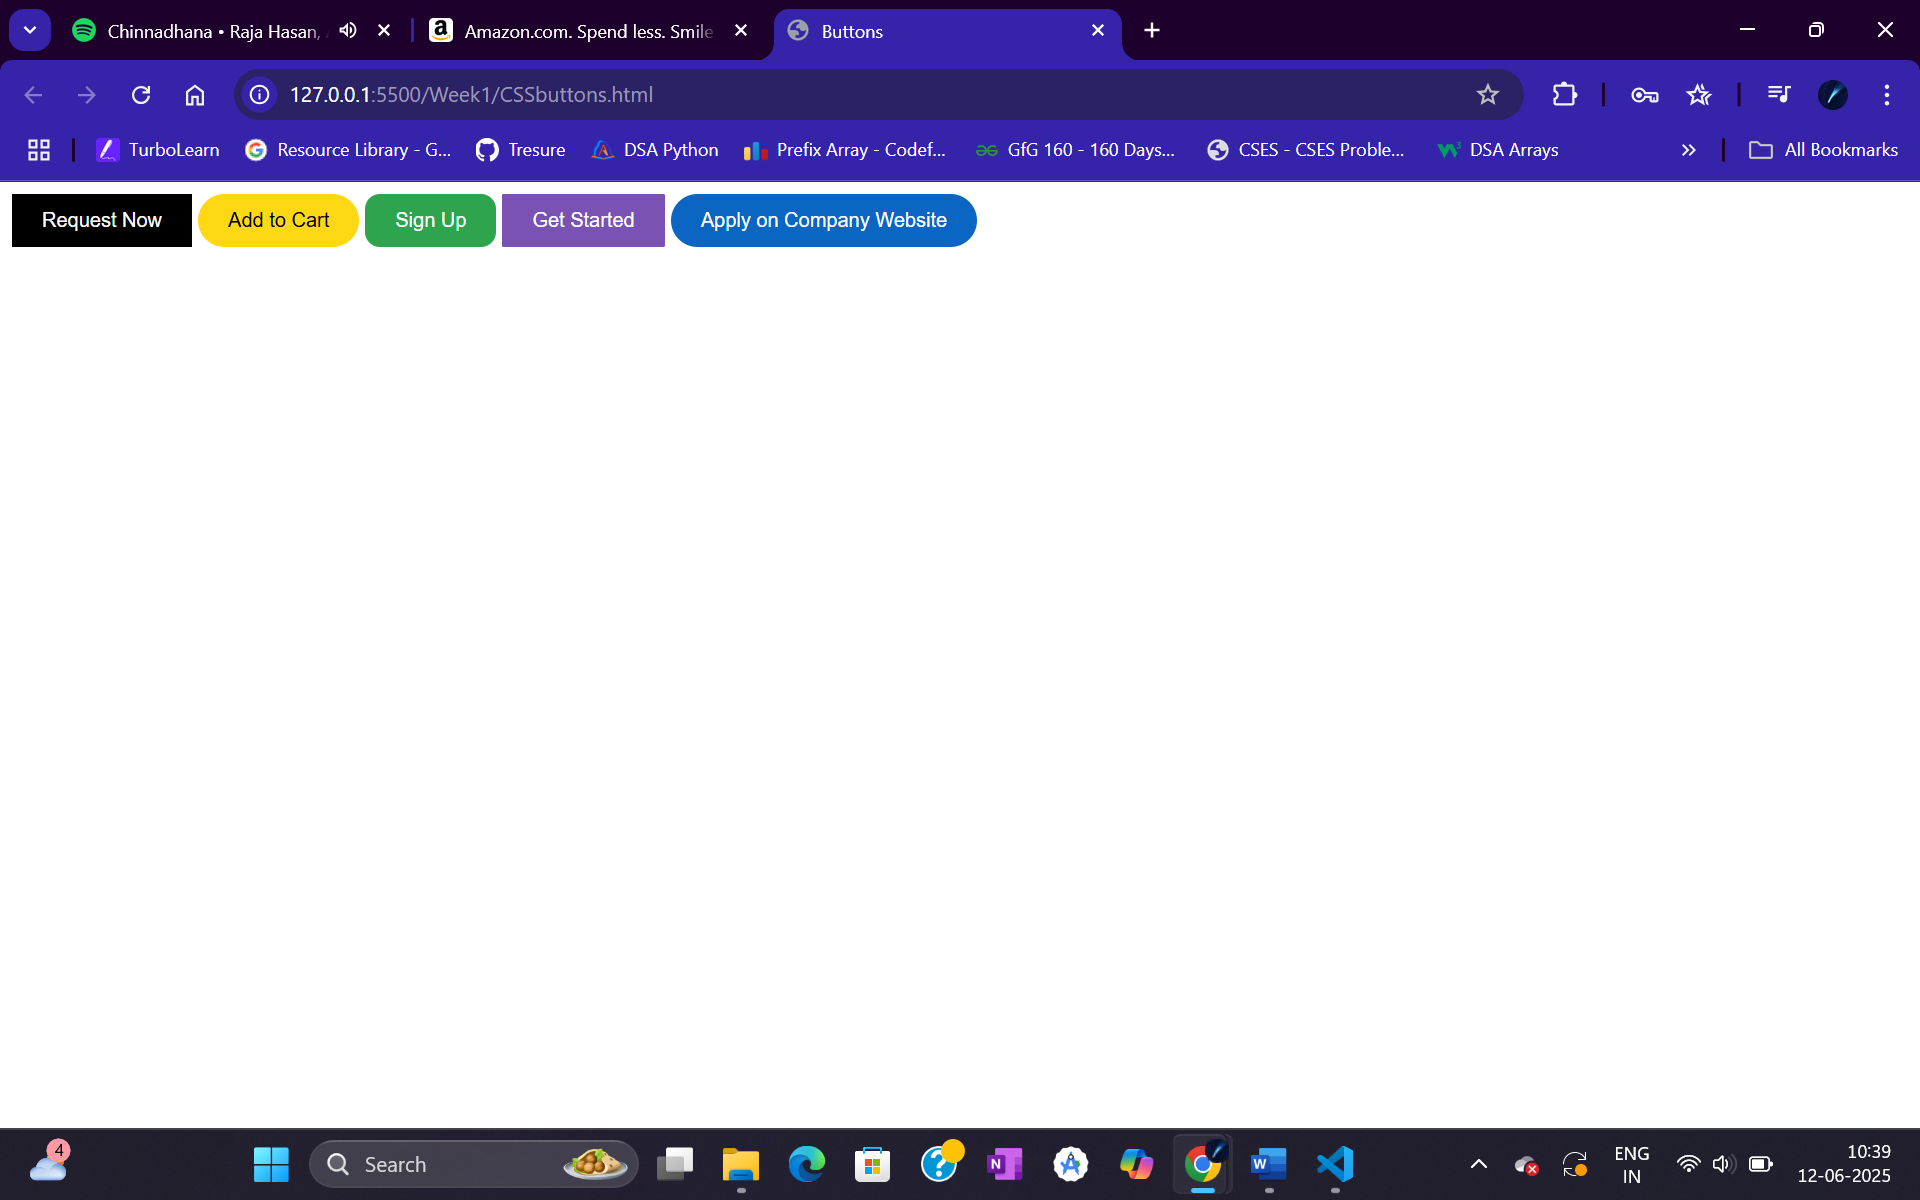 Chinnadhana • Raja Hasan,
Amazon.com. Spend less. Smile
Buttons
127.0.0.1:5500/Week1/CSSbuttons.html
TurboLearn
Resource Library - G...
Tresure
DSA Python
Prefix Array - Codef...
GfG 160 - 160 Days...
CSES - CSES Proble...
DSA Arrays
All Bookmarks
Request Now
Add to Cart
Sign Up
Get Started
Apply on Company Website
4
Search
ENG
IN
10:39
12-06-2025